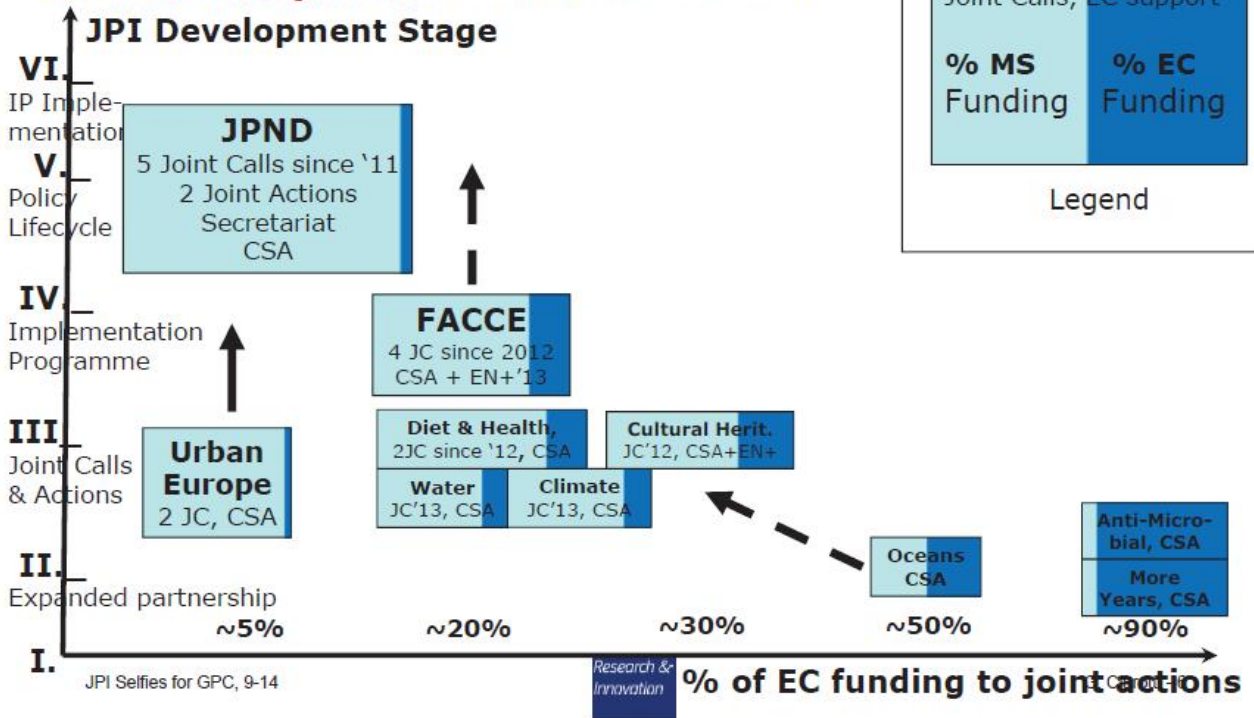 JPI Development Stage
Joint Calls, EC support
% MS
Funding
% EC
Funding
Legend
VI.
IP Imple-
mentation
V.
Policy
Lifecycle
IV.
Implementation
Programme
III.
Joint Calls
& Actions
II.
Expanded partnership
I.
JPND
5 Joint Calls since '11
2 Joint Actions
Secretariat
CSA
FACCE
4 JC since 2012
CSA + EN+'13
Urban
Europe
2 JC, CSA
Diet & Health,
2JC since '12, CSA
Cultural Herit.
JC'12, CSA+EN+
Water
JC'13, CSA
Climate
JC'13, CSA
Oceans
CSA
Anti-Micro-
bial, CSA
More
Years, CSA
~5%
~20%
~30%
~50%
~90%
JPI Selfies for GPC, 9-14
Research &
Innovation
% of EC funding to joint actions